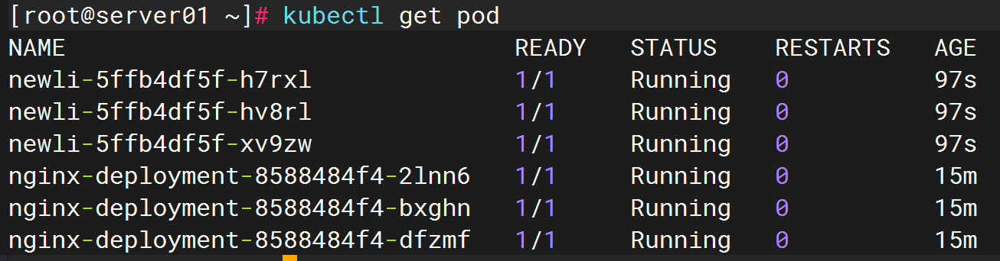 [root@server01 ~]# kubectl get pod
NAME READY STATUS RESTARTS AGE
newli-5ffb4df5f-h7rxl 1/1 Running 0 97s
newli-5ffb4df5f-hv8rl 1/1 Running 0 97s
newli-5ffb4df5f-xv9zw 1/1 Running 0 97s
nginx-deployment-8588484f4-2lnn6 1/1 Running 0 15m
nginx-deployment-8588484f4-bxghn 1/1 Running 0 15m
nginx-deployment-8588484f4-dfzmf 1/1 Running 0 15m